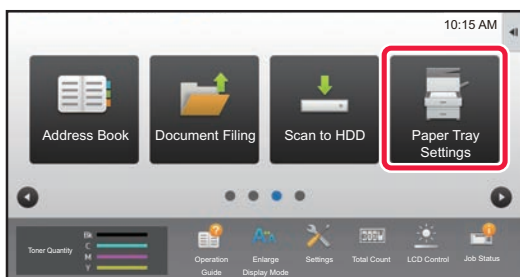 10:15 AM
Address Book
Document Filing
Scan to HDD
Paper Tray
Settings
Toner Quantity
Bk
C
M
Y
Operation
Guide
Enlarge
Display Mode
Settings
Total Count
LCD Control
Job Status